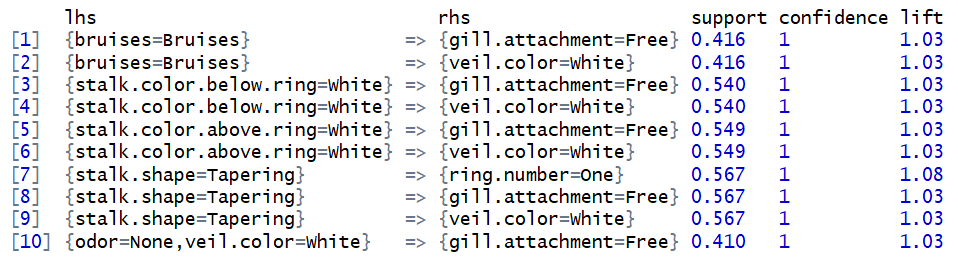 lhs rhs support confidence lift
[1] {bruises=Bruises} => {gill.attachment=Free} 0.416 1 1.03
[2] {bruises=Bruises} => {veil.color=White} 0.416 1 1.03
[3] {stalk.color.below.ring=White} => {gill.attachment=Free} 0.540 1 1.03
[4] {stalk.color.below.ring=White} => {veil.color=White} 0.540 1 1.03
[5] {stalk.color.above.ring=White} => {gill.attachment=Free} 0.549 1 1.03
[6] {stalk.color.above.ring=White} => {veil.color=White} 0.549 1 1.03
[7] {stalk.shape=Tapering} => {ring.number=One} 0.567 1 1.08
[8] {stalk.shape=Tapering} => {gill.attachment=Free} 0.567 1 1.03
[9] {stalk.shape=Tapering} => {veil.color=White} 0.567 1 1.03
[10] {odor=None,veil.color=White} => {gill.attachment=Free} 0.410 1 1.03